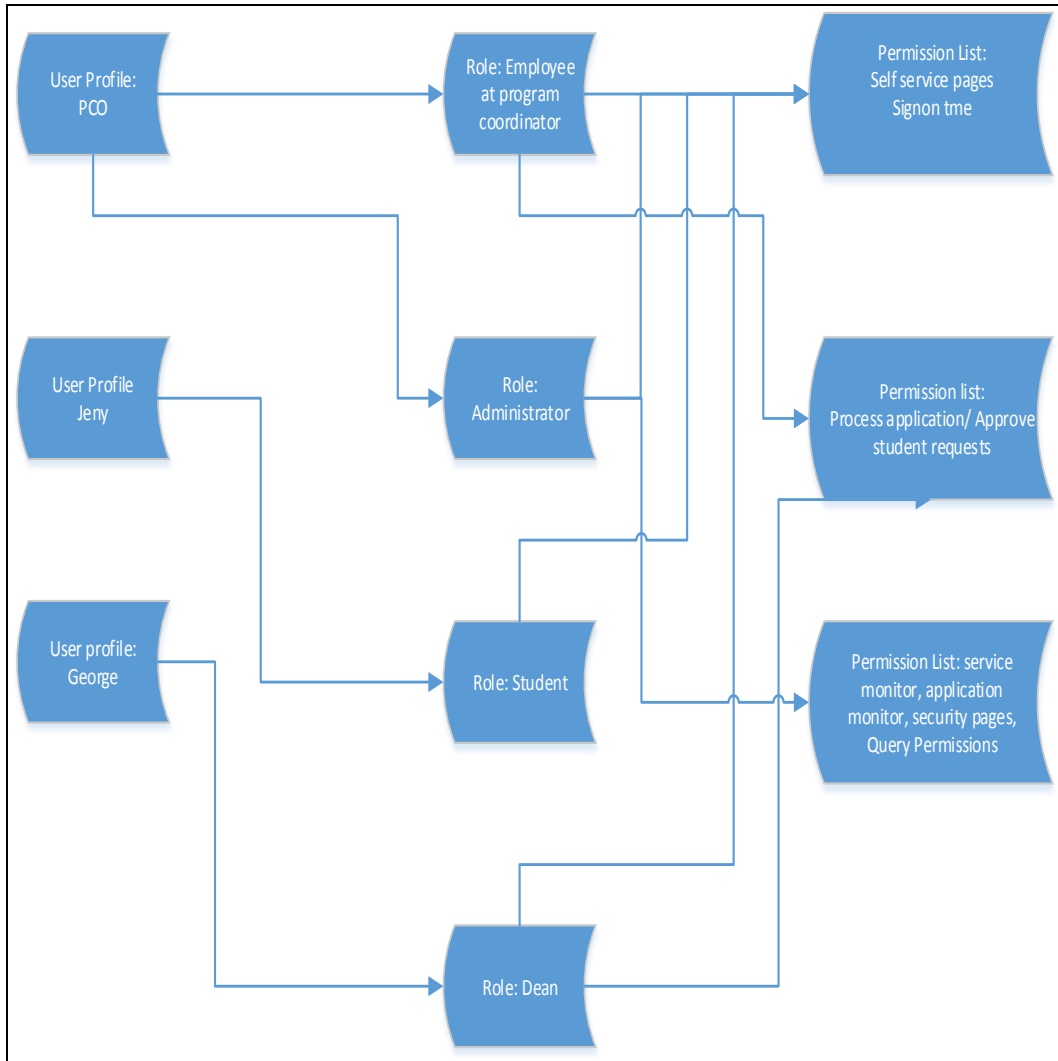 User Profile:
PCO
Role: Employee
at program
coordinator
Permission List:
Self service pages
Signon tme
User Profile
Jeny
Role:
Administrator
Permission list:
Process application/ Approve
student requests
User profile:
George
Role: Student
Permission List: service
monitor, application
monitor, security pages,
Query Permissions
Role: Dean